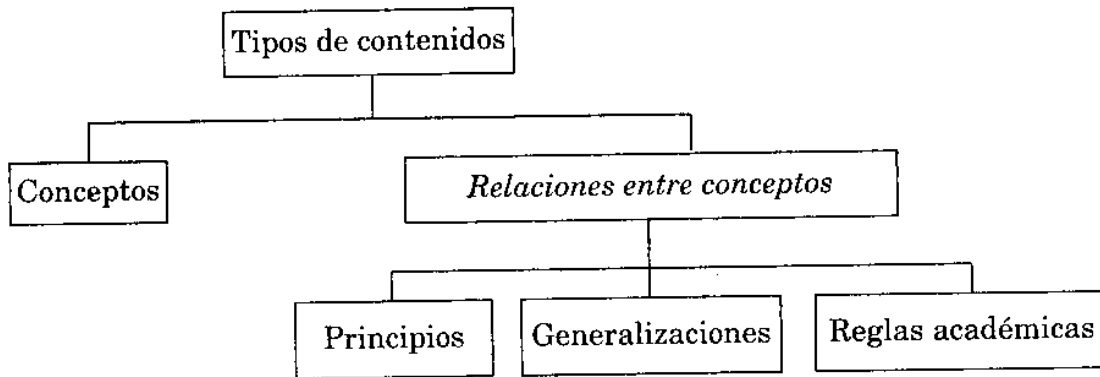 Tipos de contenidos
Conceptos
Relaciones entre conceptos
Principios
Generalizaciones
Reglas académicas